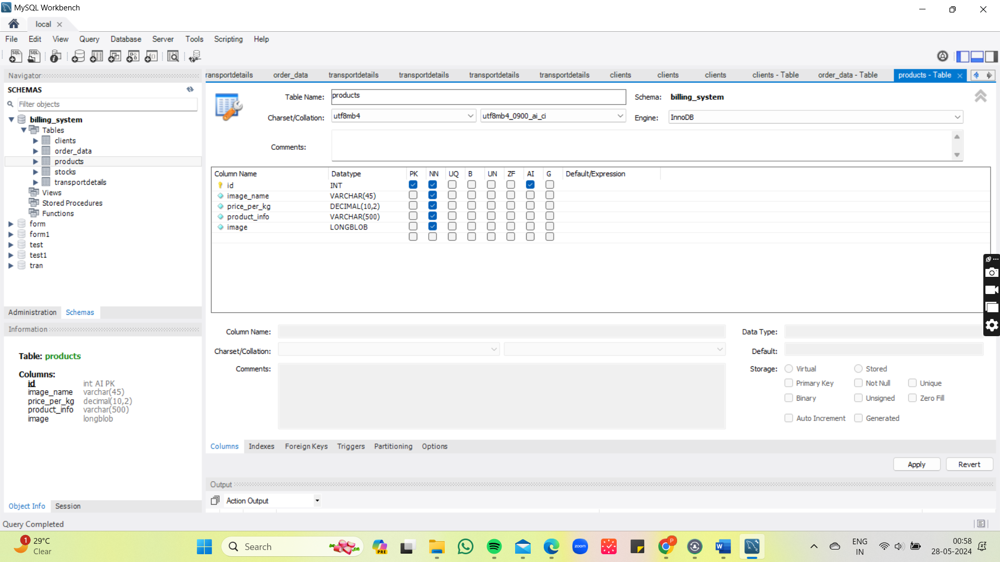 MySQL Workbench
local
File Edit View Query Database Server Tools Scripting Help
Navigator
SCHEMAS
Filter objects
billing_system
Tables
clients
order_data
products
stocks
transportdetails
Views
Stored Procedures
Functions
form
form1
test
test1
tran
Administration Schemas
Information
Table: products
Columns:
id int AI PK
image_name varchar(45)
price_per_kg decimal(10,2)
product_info varchar(500)
image longblob
Object Info Session
ransportdetails order_data transportdetails transportdetails transportdetails transportdetails clients clients clients clients - Table order_data - Table products - Table
Table Name: products Schema: billing_system
Charset/Collation: utf8mb4 utf8mb4_0900_ai_ci Engine: InnoDB
Comments:
Column Name Datatype PK NN UQ B UN ZF AI G Default/Expression
id INT
image_name VARCHAR(45)
price_per_kg DECIMAL(10,2)
product_info VARCHAR(500)
image LONGBLOB
Column Name: Data Type:
Charset/Collation: Default:
Comments: Storage: Virtual Stored
Primary Key Not Null Unique
Binary Unsigned Zero Fill
Auto Increment Generated
Columns Indexes Foreign Keys Triggers Partitioning Options
Apply Revert
Output
Action Output
Query Completed
1
29°C
Clear
Search
PRE
zoom
P
W
ENG
IN
00:58
28-05-2024